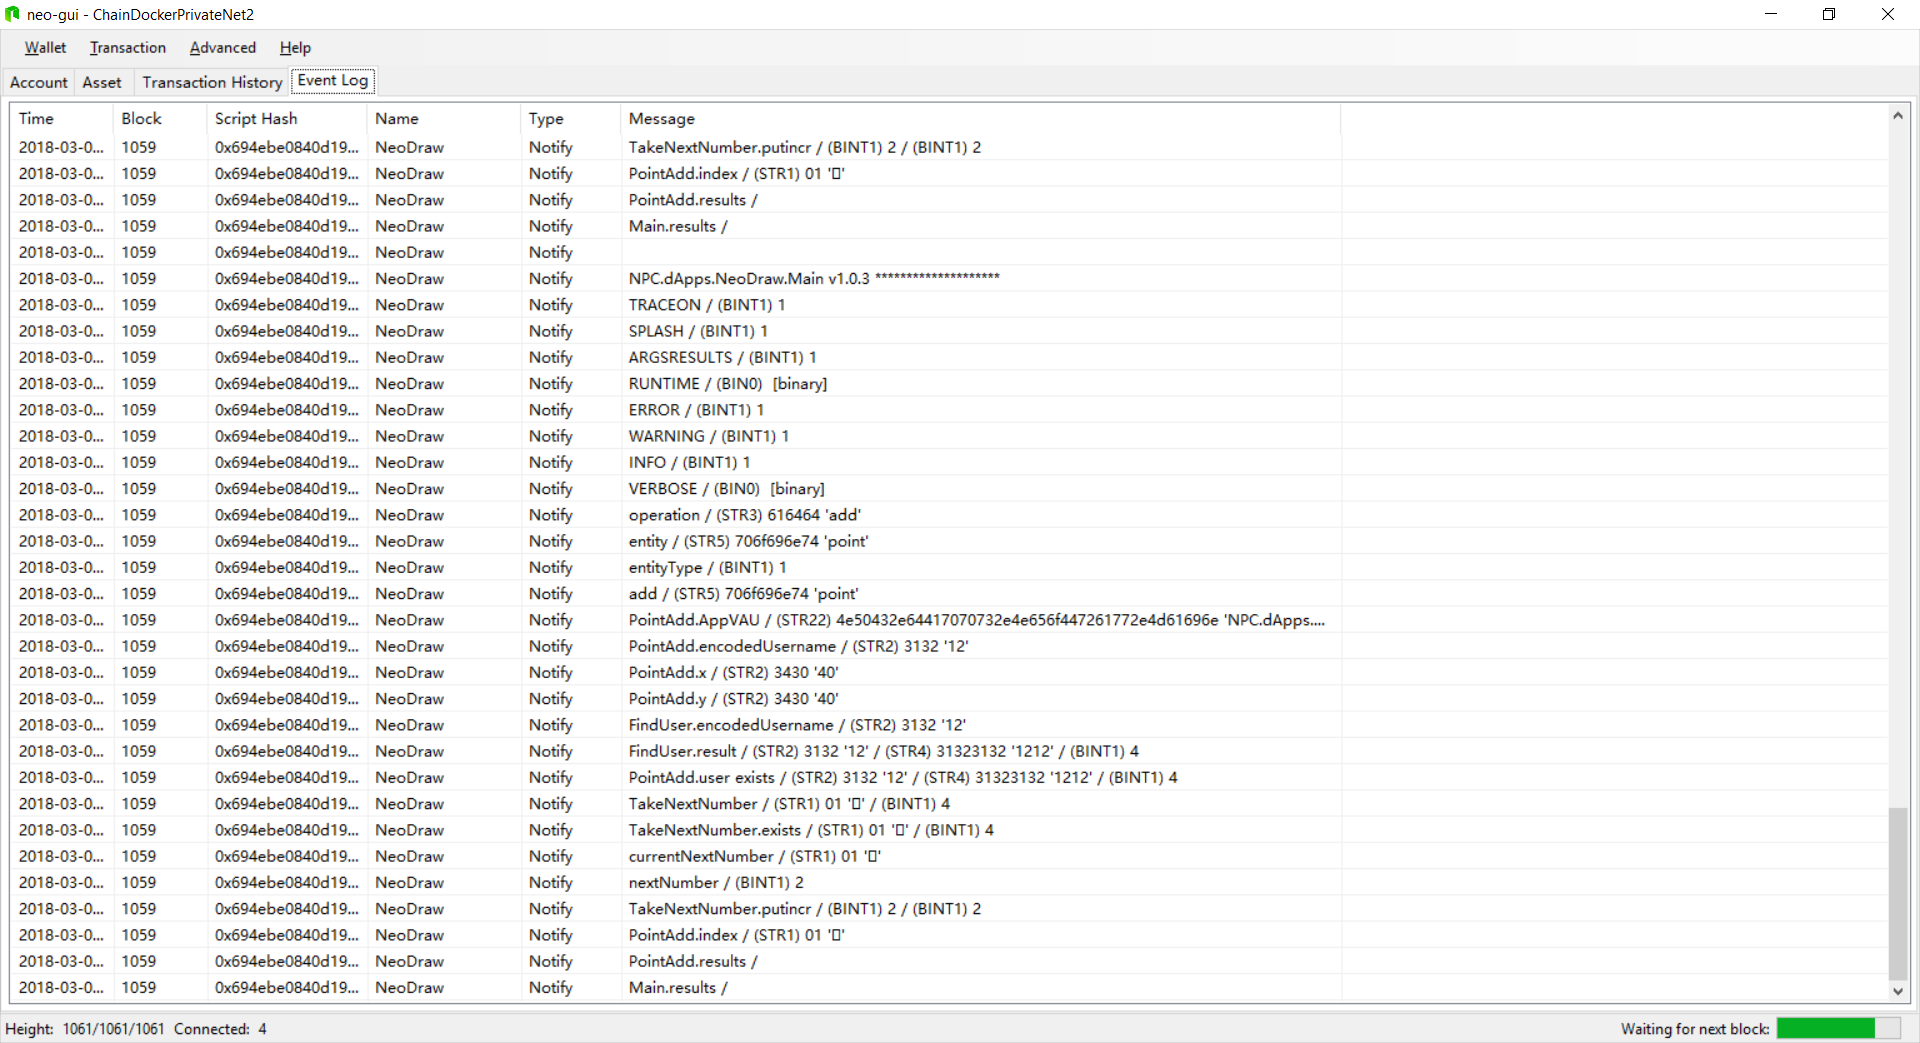 neo-gui - ChainDockerPrivateNet2
Wallet Transaction Advanced Help
Account Asset Transaction History Event Log
Time Block Script Hash Name Type Message
2018-03-0... 1059 0x694ebe0840d19... NeoDraw Notify TakeNextNumber.putincr / (BINT1) 2 / (BINT1) 2
2018-03-0... 1059 0x694ebe0840d19... NeoDraw Notify PointAdd.index / (STR1) 01 '▯'
2018-03-0... 1059 0x694ebe0840d19... NeoDraw Notify PointAdd.results /
2018-03-0... 1059 0x694ebe0840d19... NeoDraw Notify Main.results /
2018-03-0... 1059 0x694ebe0840d19... NeoDraw Notify
2018-03-0... 1059 0x694ebe0840d19... NeoDraw Notify NPC.dApps.NeoDraw.Main v1.0.3 ********************
2018-03-0... 1059 0x694ebe0840d19... NeoDraw Notify TRACEON / (BINT1) 1
2018-03-0... 1059 0x694ebe0840d19... NeoDraw Notify SPLASH / (BINT1) 1
2018-03-0... 1059 0x694ebe0840d19... NeoDraw Notify ARGSRESULTS / (BINT1) 1
2018-03-0... 1059 0x694ebe0840d19... NeoDraw Notify RUNTIME / (BIN0) [binary]
2018-03-0... 1059 0x694ebe0840d19... NeoDraw Notify ERROR / (BINT1) 1
2018-03-0... 1059 0x694ebe0840d19... NeoDraw Notify WARNING / (BINT1) 1
2018-03-0... 1059 0x694ebe0840d19... NeoDraw Notify INFO / (BINT1) 1
2018-03-0... 1059 0x694ebe0840d19... NeoDraw Notify VERBOSE / (BIN0) [binary]
2018-03-0... 1059 0x694ebe0840d19... NeoDraw Notify operation / (STR3) 616464 'add'
2018-03-0... 1059 0x694ebe0840d19... NeoDraw Notify entity / (STR5) 706f696e74 'point'
2018-03-0... 1059 0x694ebe0840d19... NeoDraw Notify entityType / (BINT1) 1
2018-03-0... 1059 0x694ebe0840d19... NeoDraw Notify add / (STR5) 706f696e74 'point'
2018-03-0... 1059 0x694ebe0840d19... NeoDraw Notify PointAdd.AppVAU / (STR22) 4e50432e64417070732e4e656f447261772e4d61696e 'NPC.dApps....
2018-03-0... 1059 0x694ebe0840d19... NeoDraw Notify PointAdd.encodedUsername / (STR2) 3132 '12'
2018-03-0... 1059 0x694ebe0840d19... NeoDraw Notify PointAdd.x / (STR2) 3430 '40'
2018-03-0... 1059 0x694ebe0840d19... NeoDraw Notify PointAdd.y / (STR2) 3430 '40'
2018-03-0... 1059 0x694ebe0840d19... NeoDraw Notify FindUser.encodedUsername / (STR2) 3132 '12'
2018-03-0... 1059 0x694ebe0840d19... NeoDraw Notify FindUser.result / (STR2) 3132 '12' / (STR4) 31323132 '1212' / (BINT1) 4
2018-03-0... 1059 0x694ebe0840d19... NeoDraw Notify PointAdd.user exists / (STR2) 3132 '12' / (STR4) 31323132 '1212' / (BINT1) 4
2018-03-0... 1059 0x694ebe0840d19... NeoDraw Notify TakeNextNumber / (STR1) 01 '▯' / (BINT1) 4
2018-03-0... 1059 0x694ebe0840d19... NeoDraw Notify TakeNextNumber.exists / (STR1) 01 '▯' / (BINT1) 4
2018-03-0... 1059 0x694ebe0840d19... NeoDraw Notify currentNextNumber / (STR1) 01 '▯'
2018-03-0... 1059 0x694ebe0840d19... NeoDraw Notify nextNumber / (BINT1) 2
2018-03-0... 1059 0x694ebe0840d19... NeoDraw Notify TakeNextNumber.putincr / (BINT1) 2 / (BINT1) 2
2018-03-0... 1059 0x694ebe0840d19... NeoDraw Notify PointAdd.index / (STR1) 01 '▯'
2018-03-0... 1059 0x694ebe0840d19... NeoDraw Notify PointAdd.results /
2018-03-0... 1059 0x694ebe0840d19... NeoDraw Notify Main.results /
Height: 1061/1061/1061 Connected: 4 Waiting for next block: